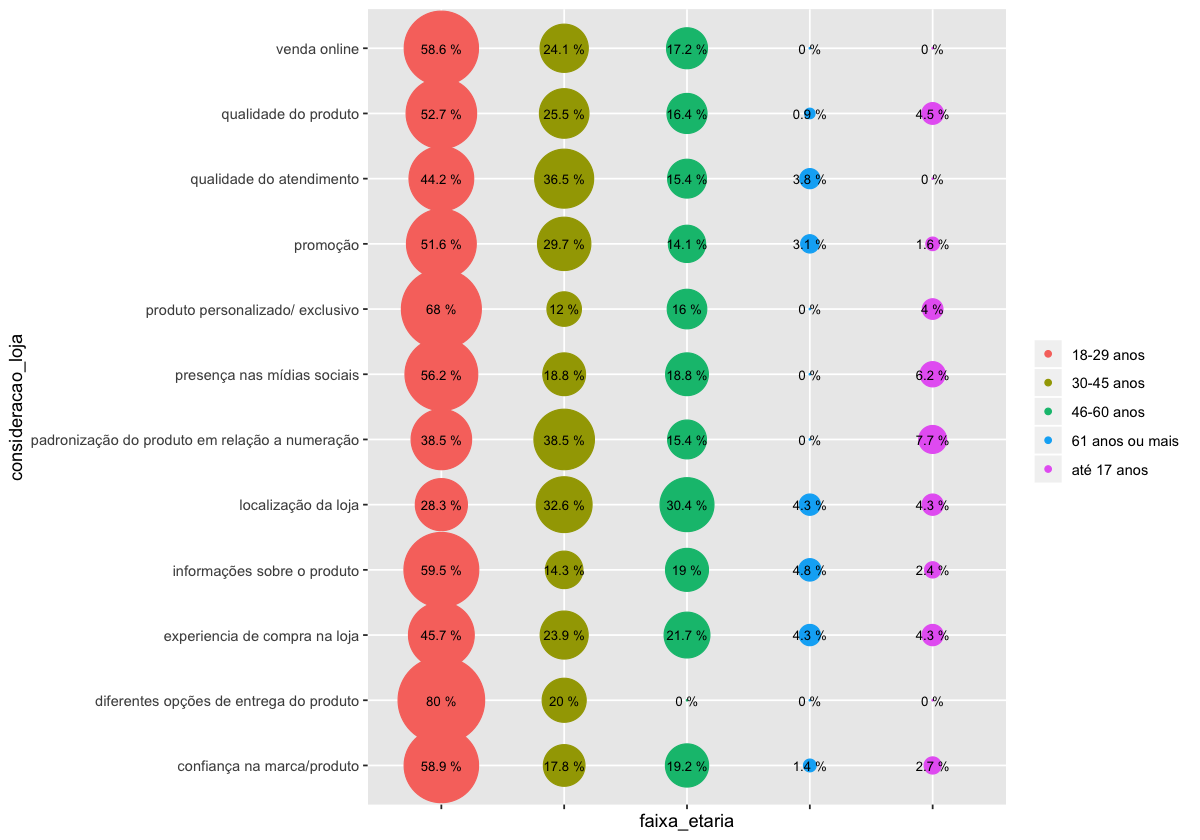 venda online 58.6 % 24.1 % 17.2 % 0 % 0 %
qualidade do produto 52.7 % 25.5 % 16.4 % 0.9 % 4.5 %
qualidade do atendimento 44.2 % 36.5 % 15.4 % 3.8 % 0 %
promoção 51.6 % 29.7 % 14.1 % 3.1 % 1.6 %
produto personalizado/ exclusivo 68 % 12 % 16 % 0 % 4 %
presença nas mídias sociais 56.2 % 18.8 % 18.8 % 0 % 6.2 %
padronização do produto em relação a numeração 38.5 % 38.5 % 15.4 % 0 % 7.7 %
localização da loja 28.3 % 32.6 % 30.4 % 4.3 % 4.3 %
informações sobre o produto 59.5 % 14.3 % 19 % 4.8 % 2.4 %
experiencia de compra na loja 45.7 % 23.9 % 21.7 % 4.3 % 4.3 %
diferentes opções de entrega do produto 80 % 20 % 0 % 0 % 0 %
confiança na marca/produto 58.9 % 17.8 % 19.2 % 1.4 % 2.7 %
consideracao_loja
faixa_etaria
18-29 anos
30-45 anos
46-60 anos
61 anos ou mais
até 17 anos